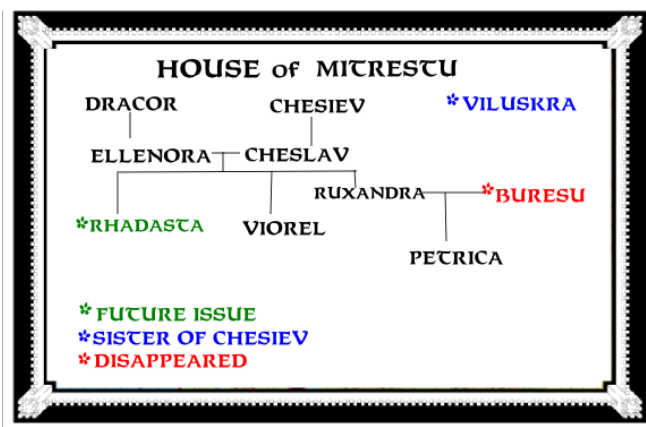 HOUSE of MITRESTU
DRACOR CHESIEV *VILUSKRA
ELLENORA CHESLAV
RUXANDRA *BURESU
*RHADASTA VIOREL
PETRICA
*FUTURE ISSUE
*SISTER OF CHESIEV
*DISAPPEARED